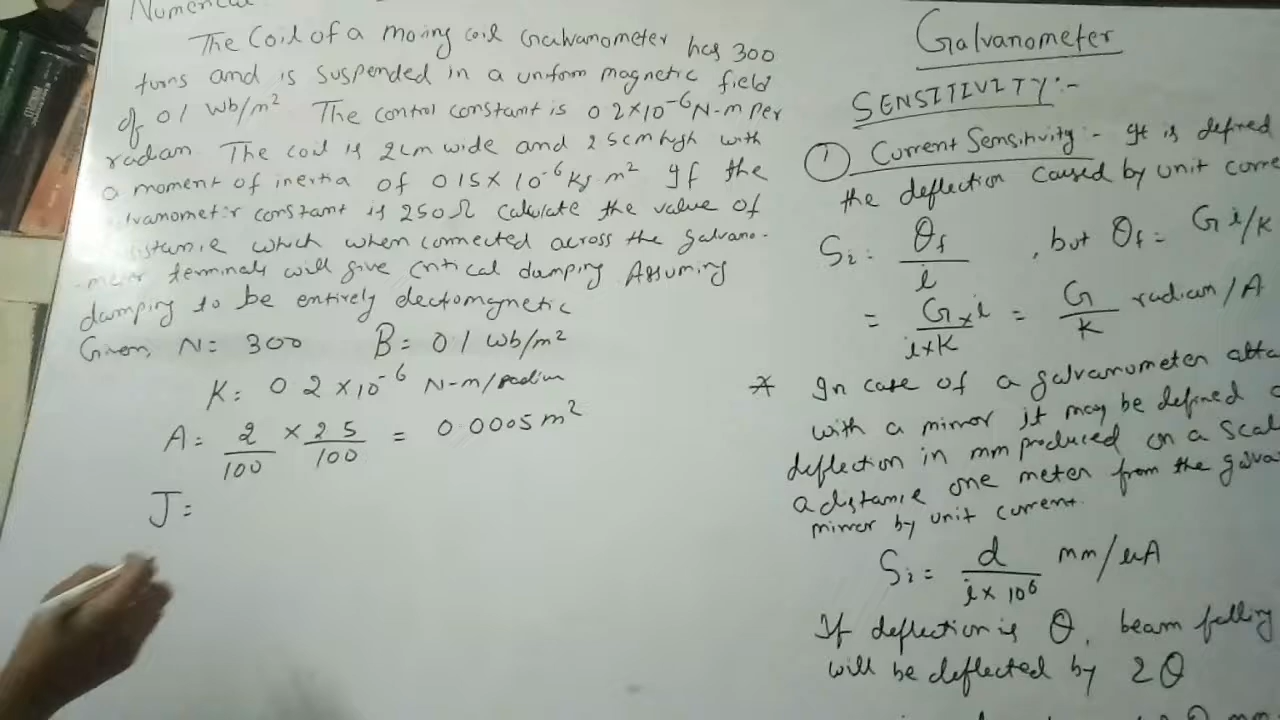 Numerical
The Coil of a moving coil Galvanometer has 300
turns and is suspended in a uniform magnetic field
of 0.1 Wb/m² The control constant is 0.2×10⁻⁶ N-m per
radian The coil is 2cm wide and 2.5cm high with
a moment of inertia of 0.15×10⁻⁶ kg m² If the
lvanometer constant is 250Ω Calculate the value of
istance which when connected across the galvano-
meter terminals will give critical damping Assuming
damping to be entirely electomagnetic
Given, N = 300 B = 0.1 wb/m²
K = 0.2×10⁻⁶ N-m/radian
A = 2/100 × 2.5/100 = 0.0005 m²
J =
Galvanometer
SENSITIVITY:-
① Current Sensitivity - It is defined
the deflection caused by unit curre
Si = θf/i , but θf = Gi/K
= G×i/i×K = G/K radian/A
* In case of a galvanometer atta
with a mirror it may be defined a
deflection in mm produced on a scal
a distance one meter from the galva
mirror by unit current.
Si = d/i×10⁶ mm/uA
If deflection is θ, beam falling
will be deflected by 2θ